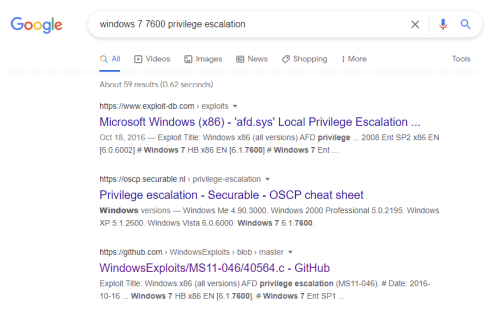 Google
windows 7 7600 privilege escalation
All Videos Images News Shopping More Tools
About 59 results (0.62 seconds)
https://www.exploit-db.com › exploits
Microsoft Windows (x86) - 'afd.sys' Local Privilege Escalation ...
Oct 18, 2016 — Exploit Title: Windows x86 (all versions) AFD privilege ... 2008 Ent SP2 x86 EN
[6.0.6002] # Windows 7 HB x86 EN [6.1.7600] # Windows 7 Ent ...
https://oscp.securable.nl › privilege-escalation
Privilege escalation - Securable - OSCP cheat sheet
Windows versions — Windows Me 4.90.3000. Windows 2000 Professional 5.0.2195. Windows
XP 5.1.2600. Windows Vista 6.0.6000. Windows 7 6.1.7600.
https://github.com › WindowsExploits › blob › master
WindowsExploits/MS11-046/40564.c - GitHub
Exploit Title: Windows x86 (all versions) AFD privilege escalation (MS11-046). # Date: 2016-
10-16 ... Windows 7 HB x86 EN [6.1.7600]. # Windows 7 Ent SP1 ...